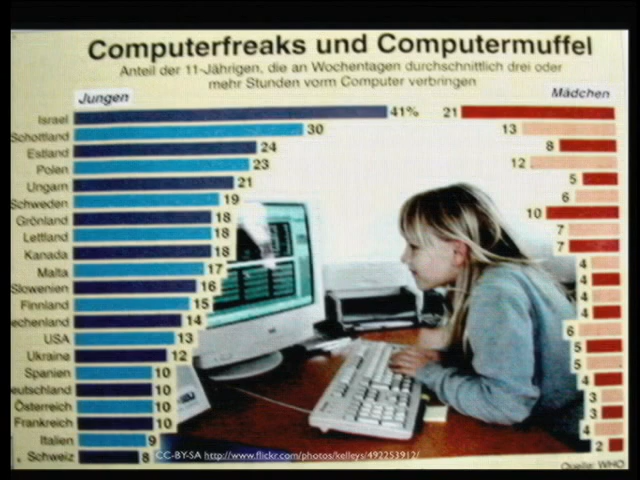 Computerfreaks und Computermuffel
Anteil der 11-Jährigen, die an Wochentagen durchschnittlich drei oder
mehr Stunden vorm Computer verbringen
Jungen Mädchen
Israel 41% 21
Schottland 30 13
Estland 24 8
Polen 23 12
Ungarn 21 5
Schweden 19 6
Grönland 18 10
Lettland 18 7
Kanada 18 7
Malta 17 4
Slowenien 16 4
Finnland 15 4
echenland 14 4
USA 13 6
Ukraine 12 5
Spanien 10 5
eutschland 10 4
Österreich 10 3
Frankreich 10 3
Italien 9 4
Schweiz 8 2
CC-BY-SA http://www.flickr.com/photos/kelleys/492253912/
Quelle: WHO